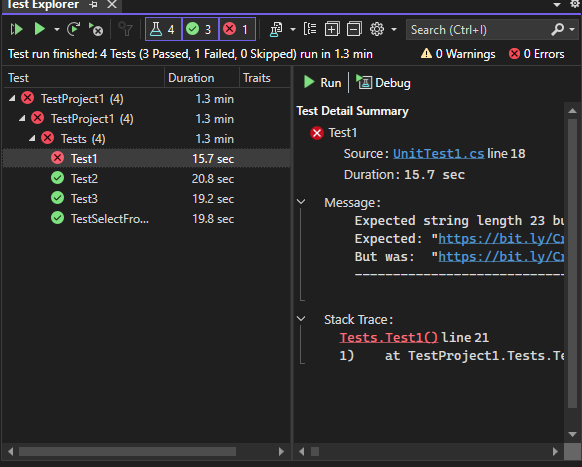 Test Explorer
4 3 1 Search (Ctrl+I)
Test run finished: 4 Tests (3 Passed, 1 Failed, 0 Skipped) run in 1.3 min 0 Warnings 0 Errors
Test Duration Traits
TestProject1 (4) 1.3 min
TestProject1 (4) 1.3 min
Tests (4) 1.3 min
Test1 15.7 sec
Test2 20.8 sec
Test3 19.2 sec
TestSelectFro... 19.8 sec
Run Debug
Test Detail Summary
Test1
Source: UnitTest1.cs line 18
Duration: 15.7 sec
Message:
Expected string length 23 bu
Expected: "https://bit.ly/Cr
But was: "https://bit.ly/Cr
-----------------------------
Stack Trace:
Tests.Test1() line 21
1) at TestProject1.Tests.Te